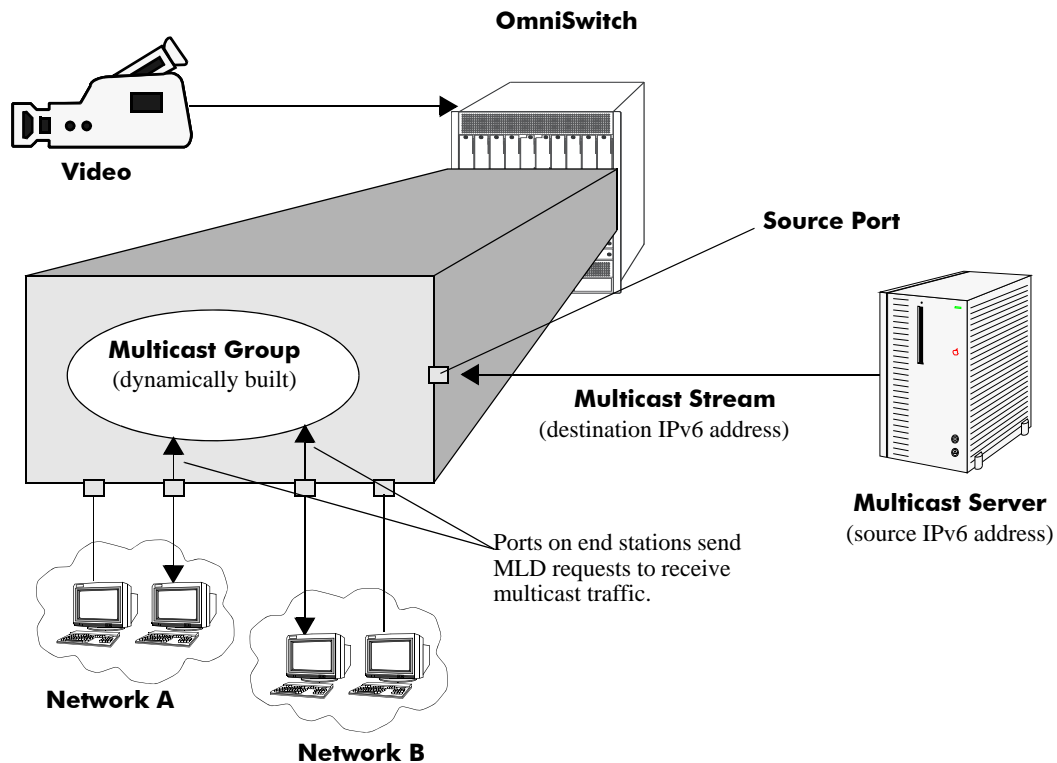 OmniSwitch
Video
Source Port
Multicast Group
(dynamically built)
Multicast Stream
(destination IPv6 address)
Multicast Server
(source IPv6 address)
Ports on end stations send
MLD requests to receive
multicast traffic.
Network A
Network B